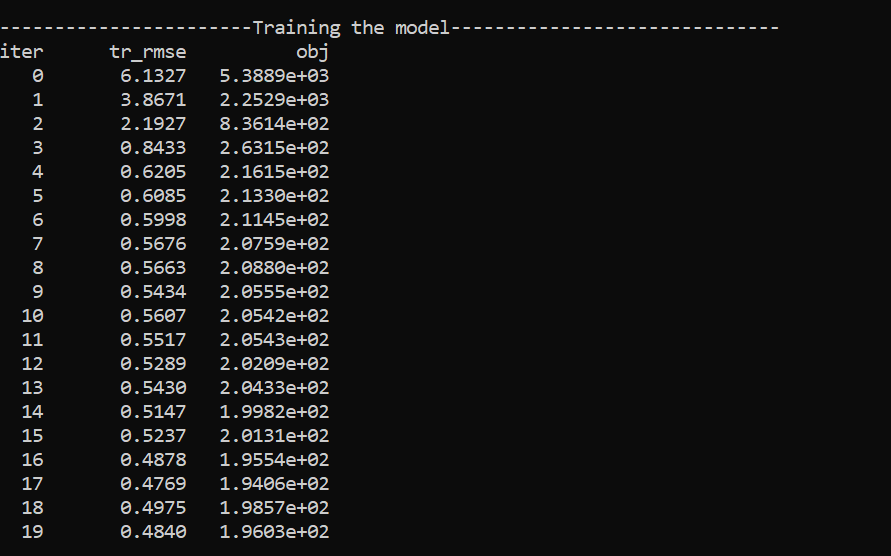 -----------------------Training the model------------------------------
iter      tr_rmse          obj
   0       6.1327   5.3889e+03
   1       3.8671   2.2529e+03
   2       2.1927   8.3614e+02
   3       0.8433   2.6315e+02
   4       0.6205   2.1615e+02
   5       0.6085   2.1330e+02
   6       0.5998   2.1145e+02
   7       0.5676   2.0759e+02
   8       0.5663   2.0880e+02
   9       0.5434   2.0555e+02
  10       0.5607   2.0542e+02
  11       0.5517   2.0543e+02
  12       0.5289   2.0209e+02
  13       0.5430   2.0433e+02
  14       0.5147   1.9982e+02
  15       0.5237   2.0131e+02
  16       0.4878   1.9554e+02
  17       0.4769   1.9406e+02
  18       0.4975   1.9857e+02
  19       0.4840   1.9603e+02